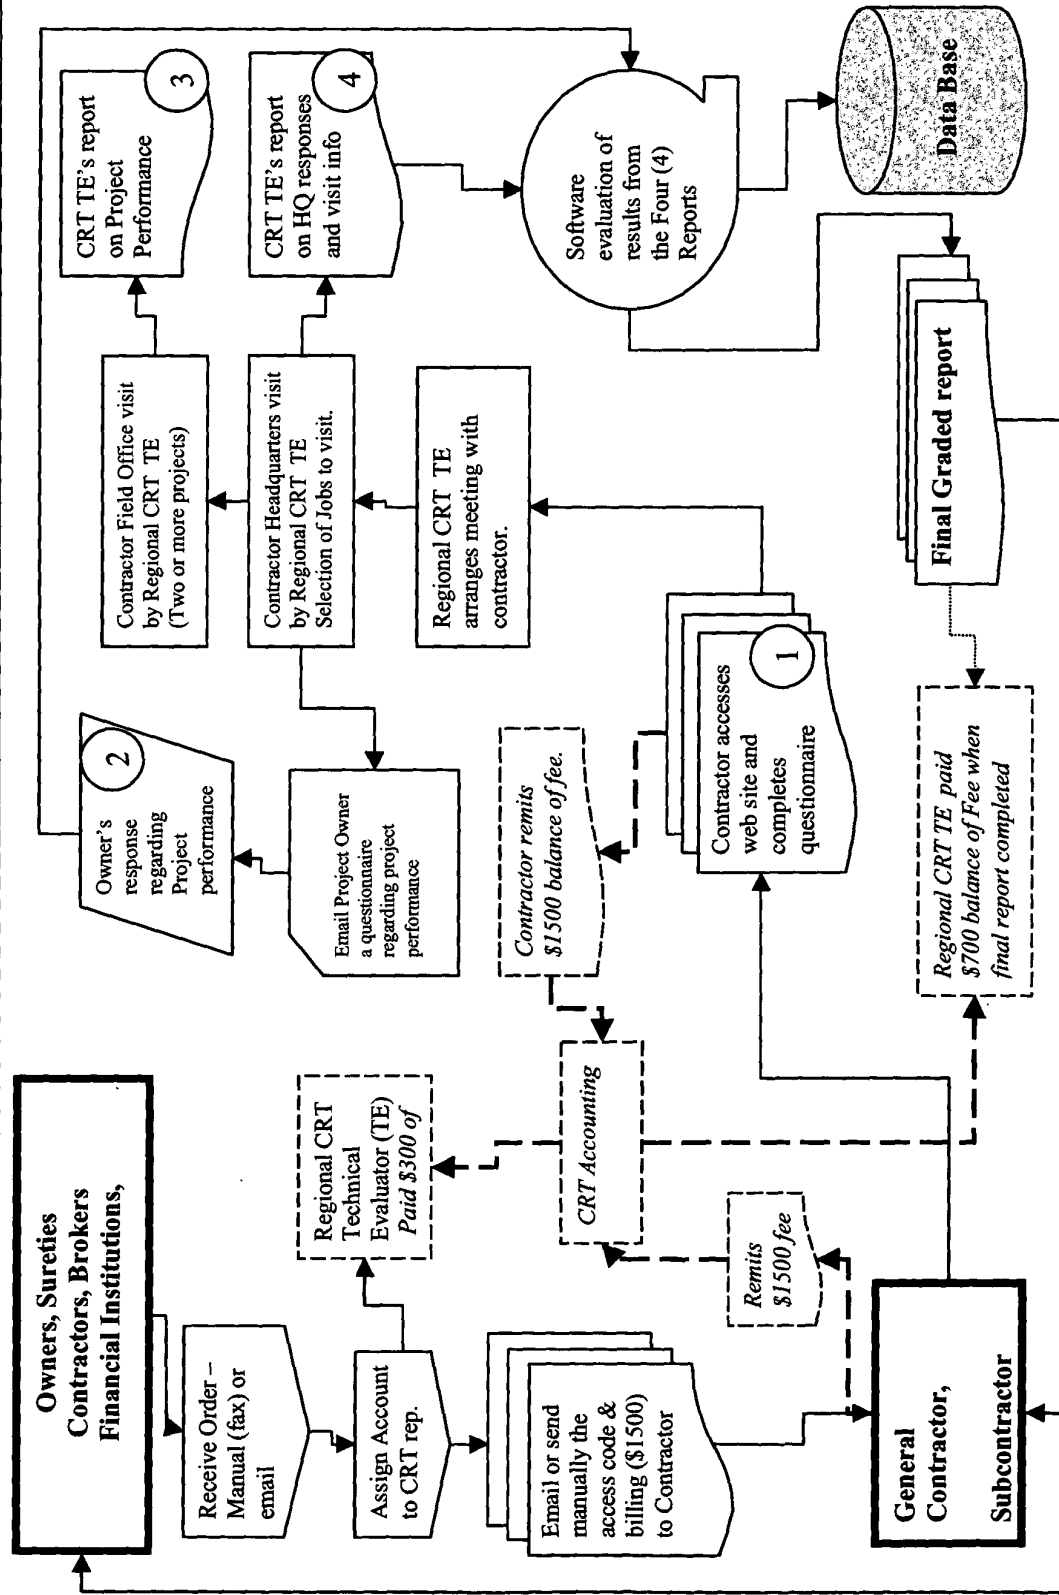 Owners, Sureties
Contractors, Brokers
Financial Institutions,
Receive Order –
Manual (fax) or
email
Assign Account
to CRT rep.
Email or send
manually the
access code &
billing ($1500)
to Contractor
General
Contractor,
Subcontractor
Regional CRT
Technical
Evaluator (TE)
Paid $300 of
CRT Accounting
Remits
$1500 fee
Owner's
response
regarding
Project
performance
2
Email Project Owner
a questionnaire
regarding project
performance
Contractor remits
$1500 balance of fee.
Contractor accesses
web site and
completes
questionnaire
1
Regional CRT TE paid
$700 balance of Fee when
final report completed
Contractor Field Office visit
by Regional CRT TE
(Two or more projects)
Contractor Headquarters visit
by Regional CRT TE
Selection of Jobs to visit.
Regional CRT TE
arranges meeting with
contractor.
CRT TE's report
on Project
Performance
3
CRT TE's report
on HQ responses
and visit info
4
Software
evaluation of
results from
the Four (4)
Reports
Final Graded report
Data Base